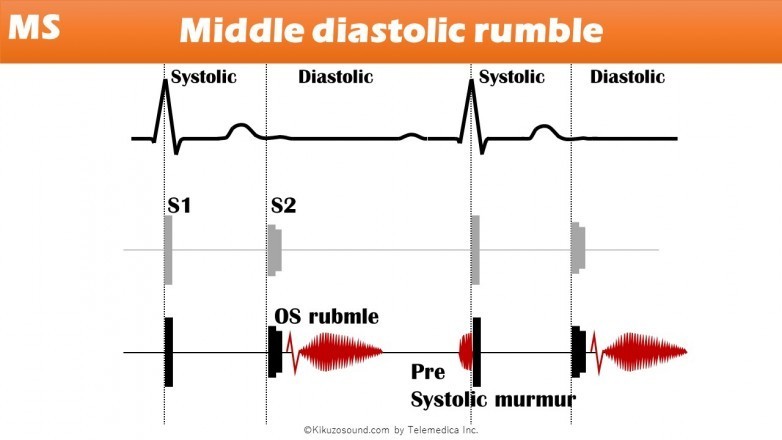 MS
Middle diastolic rumble
Systolic
Diastolic
Systolic
Diastolic
S1
S2
OS rubmle
Pre
Systolic murmur
©Kikuzosound.com by Telemedica Inc.